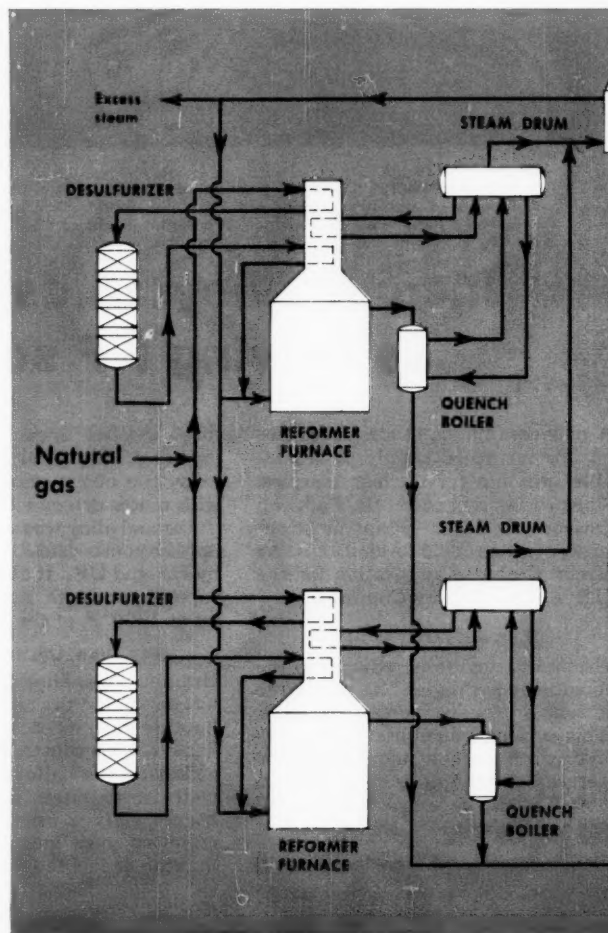 Excess
steam
STEAM DRUM
DESULFURIZER
QUENCH
BOILER
REFORMER
FURNACE
Natural
gas
STEAM DRUM
DESULFURIZER
QUENCH
BOILER
REFORMER
FURNACE